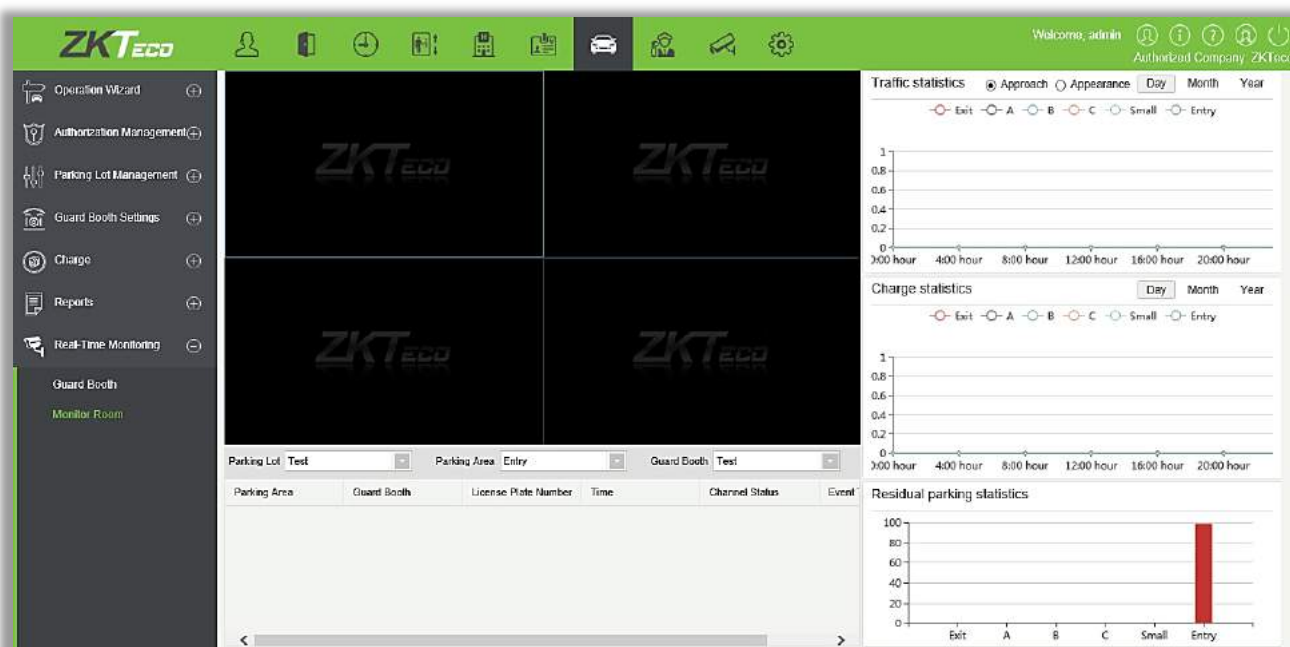 ZKTeco
Welcome, admin
Authorized Company: ZKTeco
Operation Wizard
Authorization Management
Parking Lot Management
Guard Booth Settings
Charge
Reports
Real-Time Monitoring
Guard Booth
Monitor Room
ZKTeco
ZKTeco
ZKTeco
ZKTeco
Parking Lot Test Parking Area Entry Guard Booth Test
Parking Area Guard Booth License Plate Number Time Channel Status Event
Traffic statistics Approach Appearance Day Month Year
Exit A B C Small Entry
1
0.8
0.6
0.4
0.2
0
0:00 hour 4:00 hour 8:00 hour 12:00 hour 16:00 hour 20:00 hour
Charge statistics Day Month Year
Exit A B C Small Entry
1
0.8
0.6
0.4
0.2
0
0:00 hour 4:00 hour 8:00 hour 12:00 hour 16:00 hour 20:00 hour
Residual parking statistics
100
80
60
40
20
0
Exit A B C Small Entry